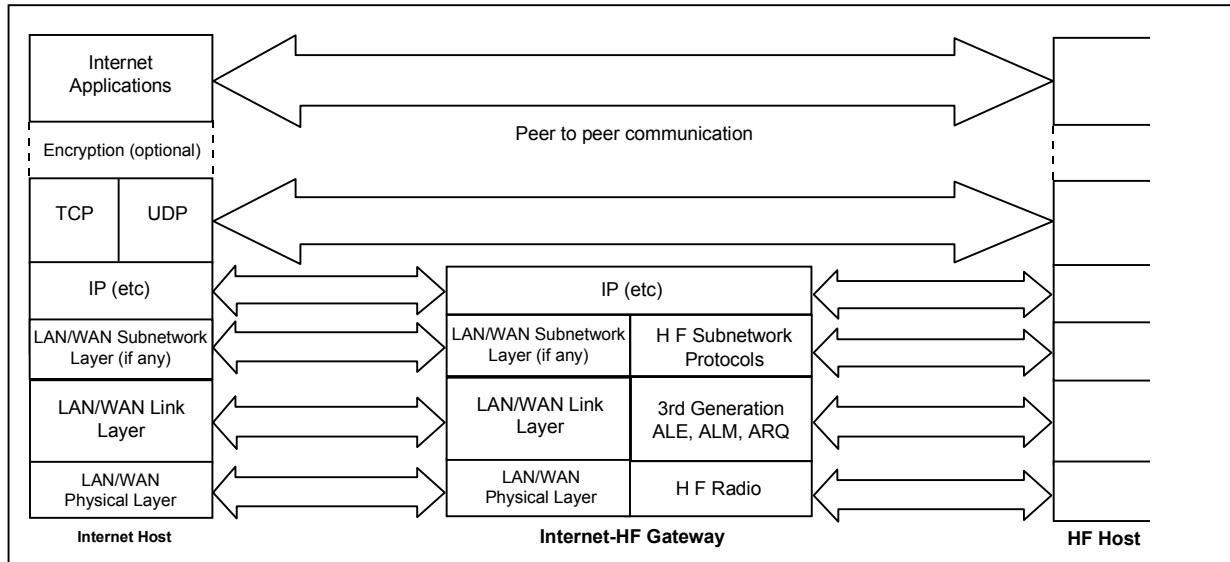 Internet
Applications
Peer to peer communication
Encryption (optional)
TCP
UDP
IP (etc)
IP (etc)
LAN/WAN Subnetwork
Layer (if any)
LAN/WAN Subnetwork
Layer (if any)
H F Subnetwork
Protocols
LAN/WAN Link
Layer
LAN/WAN Link
Layer
3rd Generation
ALE, ALM, ARQ
LAN/WAN
Physical Layer
LAN/WAN
Physical Layer
H F Radio
Internet Host
Internet-HF Gateway
HF Host